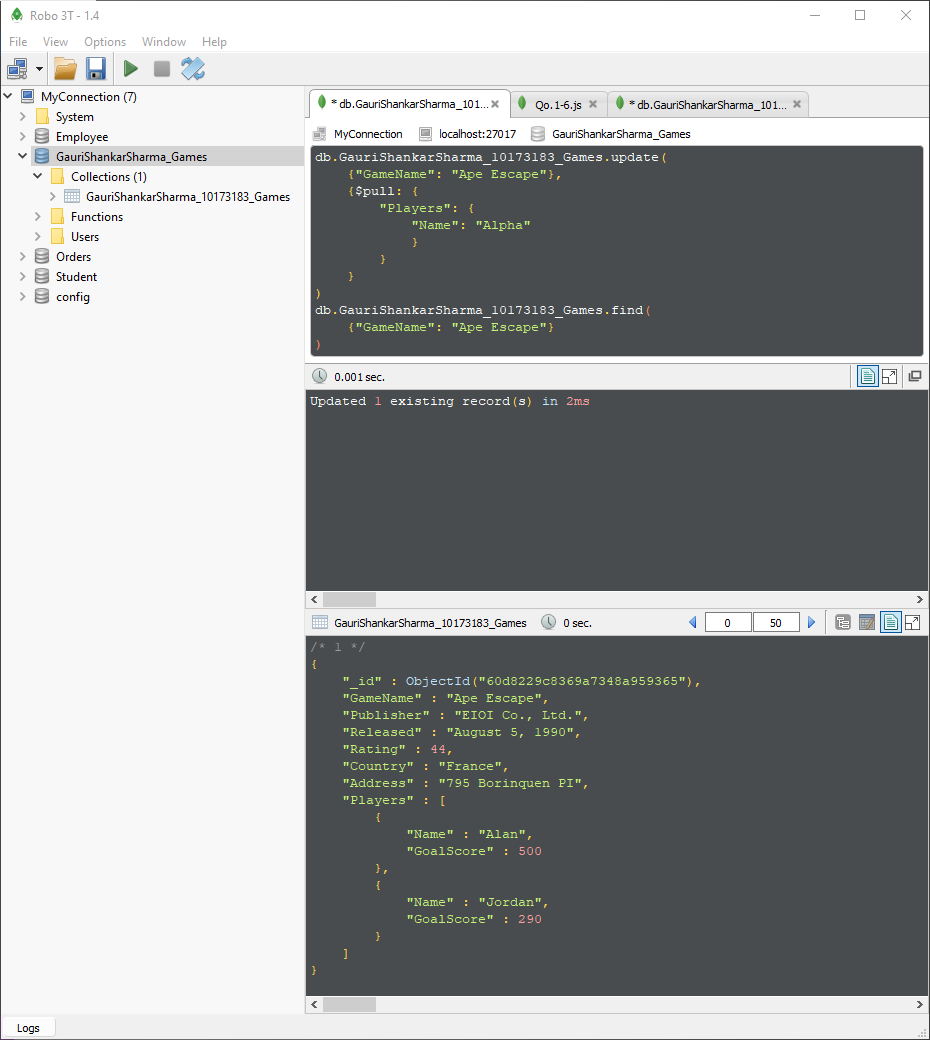 Robo 3T - 1.4
File View Options Window Help
MyConnection (7)
System
Employee
GauriShankarSharma_Games
Collections (1)
GauriShankarSharma_10173183_Games
Functions
Users
Orders
Student
config
* db.GauriShankarSharma_101... Qo.1-6.js * db.GauriShankarSharma_101...
MyConnection localhost:27017 GauriShankarSharma_Games
db.GauriShankarSharma_10173183_Games.update(
{"GameName": "Ape Escape"},
{$pull: {
"Players": {
"Name": "Alpha"
}
}
}
)
db.GauriShankarSharma_10173183_Games.find(
{"GameName": "Ape Escape"}
)
0.001 sec.
Updated 1 existing record(s) in 2ms
GauriShankarSharma_10173183_Games 0 sec. 0 50
/* 1 */
{
"_id" : ObjectId("60d8229c8369a7348a959365"),
"GameName" : "Ape Escape",
"Publisher" : "EIOI Co., Ltd.",
"Released" : "August 5, 1990",
"Rating" : 44,
"Country" : "France",
"Address" : "795 Borinquen PI",
"Players" : [
{
"Name" : "Alan",
"GoalScore" : 500
},
{
"Name" : "Jordan",
"GoalScore" : 290
}
]
}
Logs